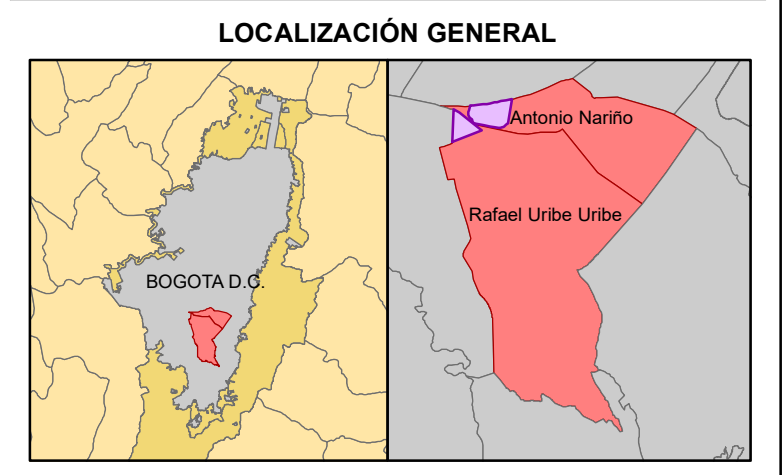 LOCALIZACIÓN GENERAL
BOGOTA D.C.
Antonio Nariño
Rafael Uribe Uribe